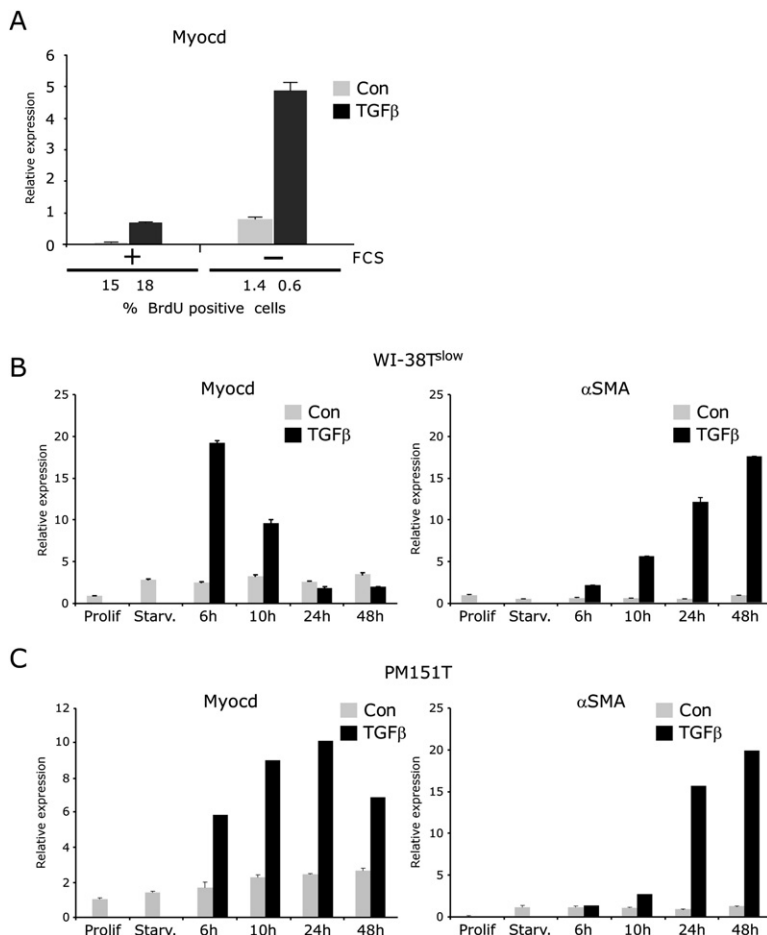 A
Myocd
Relative expression
6
5
4
3
2
1
0
Con
TGFβ
+ − FCS
15 18 1.4 0.6
% BrdU positive cells
B
WI-38Tslow
Myocd
Relative expression
25
20
15
10
5
0
Con
TGFβ
Prolif Starv. 6h 10h 24h 48h
αSMA
Relative expression
25
20
15
10
5
0
Con
TGFβ
Prolif Starv. 6h 10h 24h 48h
C
PM151T
Myocd
Relative expression
12
10
8
6
4
2
0
Con
TGFβ
Prolif Starv. 6h 10h 24h 48h
αSMA
Relative expression
25
20
15
10
5
0
Con
TGFβ
Prolif Starv. 6h 10h 24h 48h